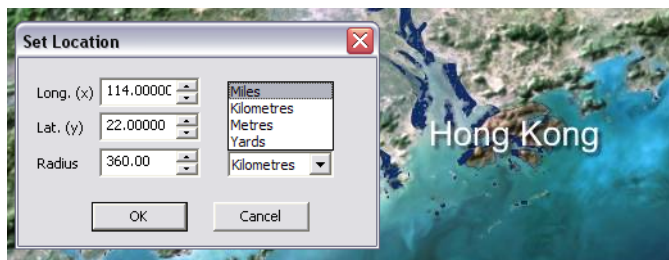 Set Location
Long. (x) 114.00000
Miles
Kilometres
Lat. (y) 22.00000
Metres
Yards
Radius 360.00 Kilometres
OK Cancel
Hong Kong